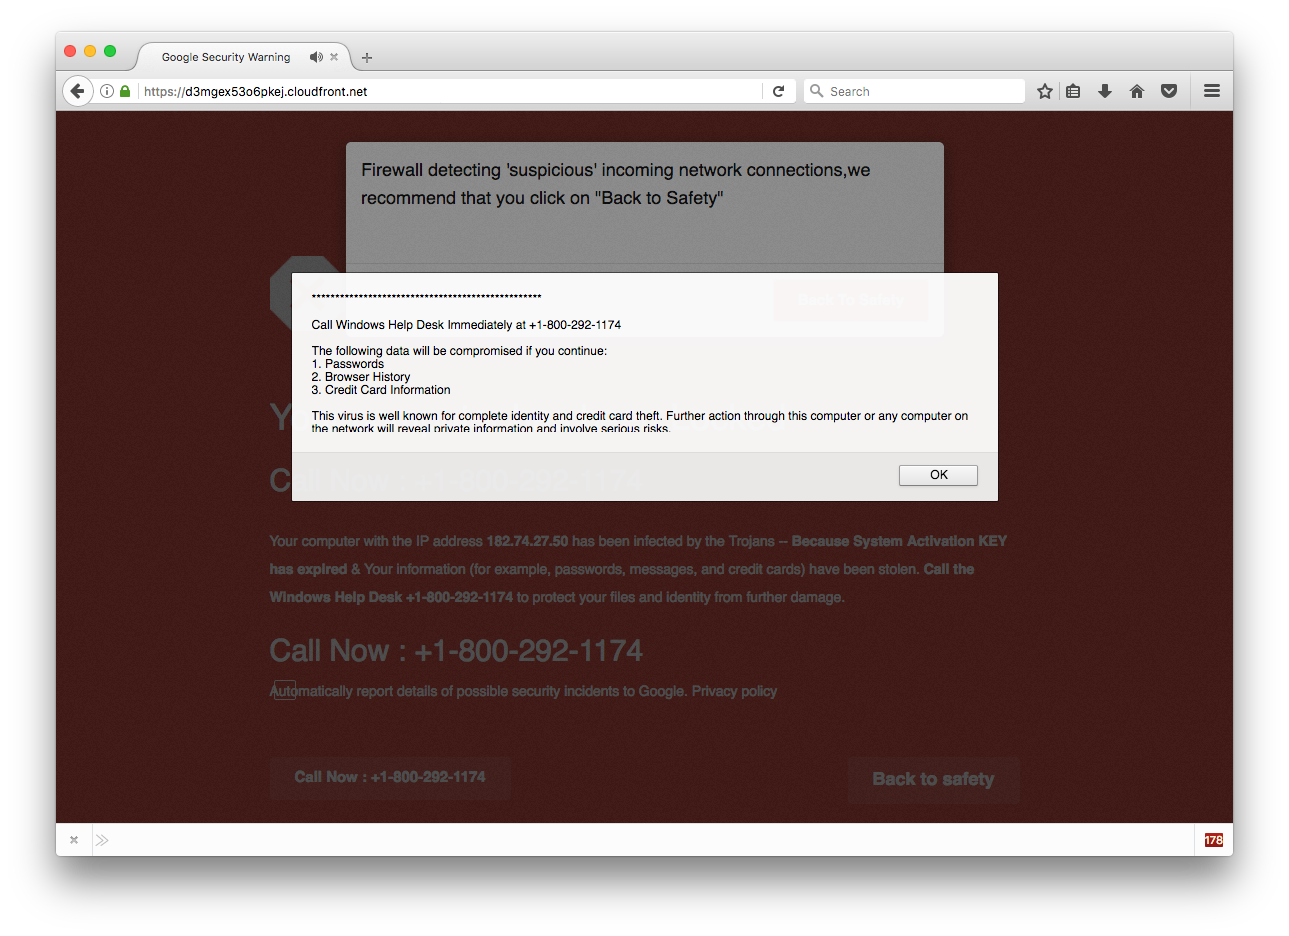 Google Security Warning
https://d3mgex53o6pkej.cloudfront.net
Search
Firewall detecting 'suspicious' incoming network connections,we
recommend that you click on "Back to Safety"
************************************************
Call Windows Help Desk Immediately at +1-800-292-1174
The following data will be compromised if you continue:
1. Passwords
2. Browser History
3. Credit Card Information
This virus is well known for complete identity and credit card theft. Further action through this computer or any computer on
the network will reveal private information and involve serious risks.
Call Now : +1-800-292-1174
Your computer with the IP address 182.74.27.50 has been infected by the Trojans -- Because System Activation KEY
has expired & Your information (for example, passwords, messages, and credit cards) have been stolen. Call the
Windows Help Desk +1-800-292-1174 to protect your files and identity from further damage.
Call Now : +1-800-292-1174
Automatically report details of possible security incidents to Google. Privacy policy
Call Now : +1-800-292-1174
Back to safety
OK
178